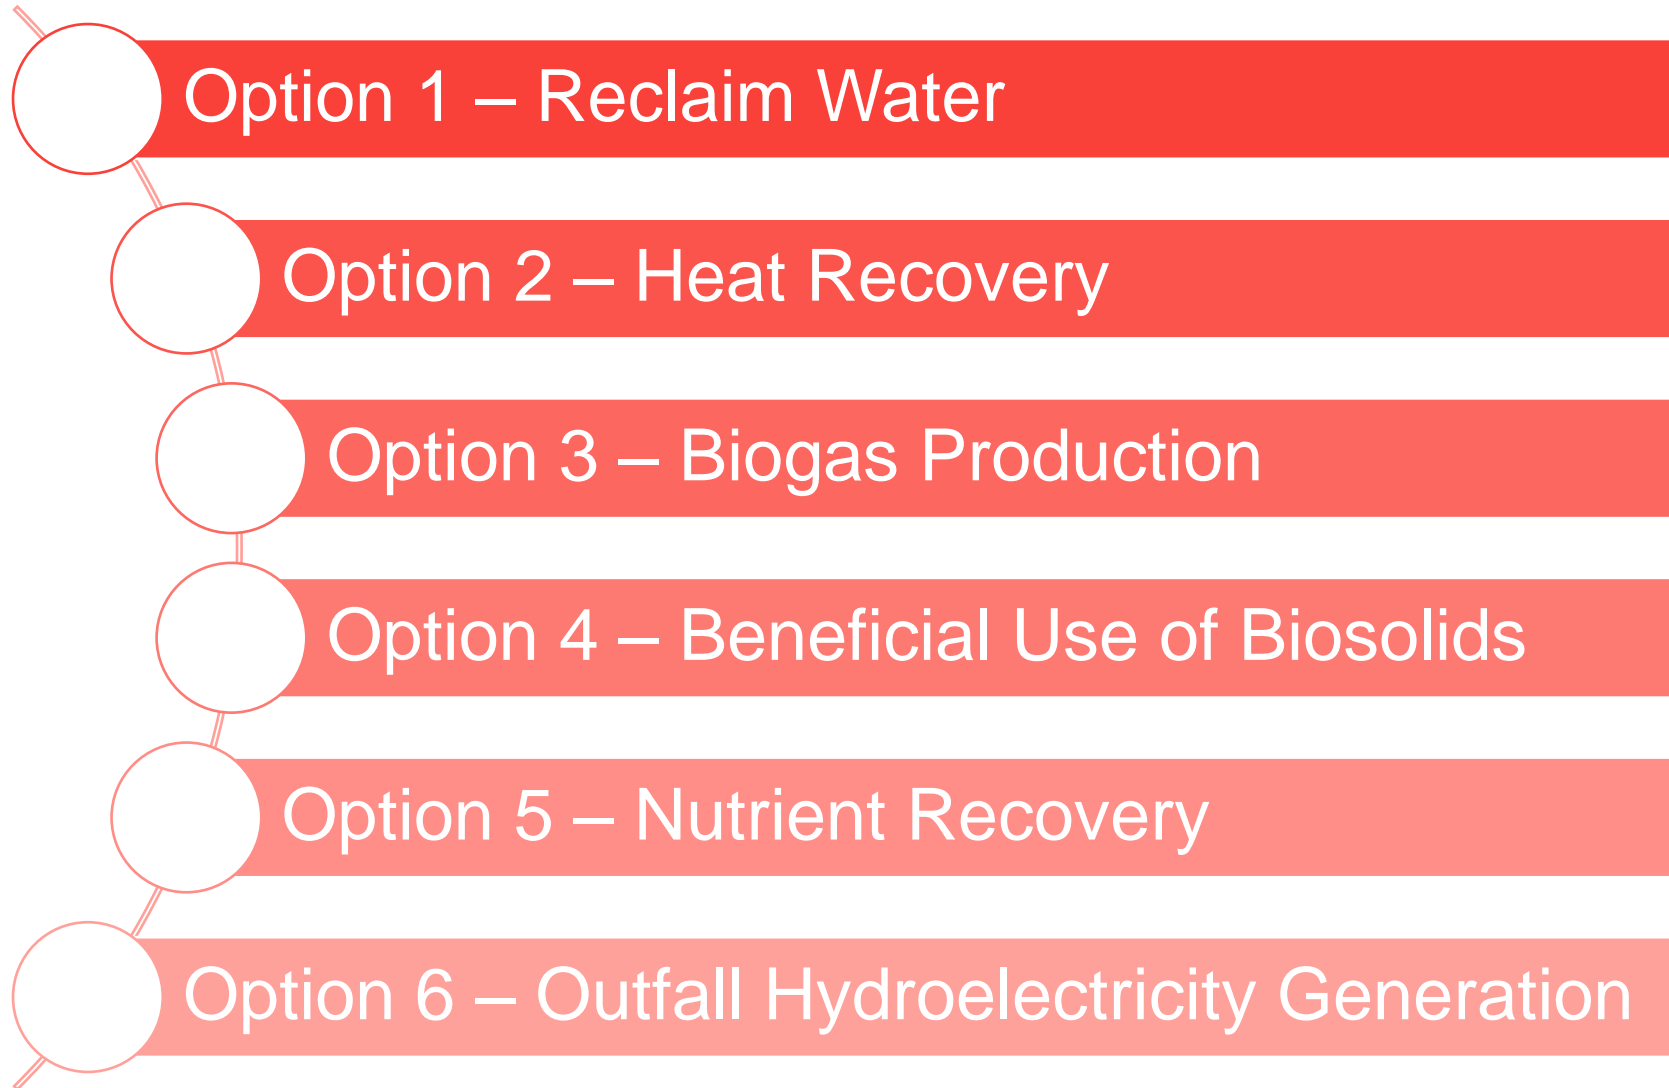 Option 1 – Reclaim Water
Option 2 – Heat Recovery
Option 3 – Biogas Production
Option 4 – Beneficial Use of Biosolids
Option 5 – Nutrient Recovery
Option 6 – Outfall Hydroelectricity Generation